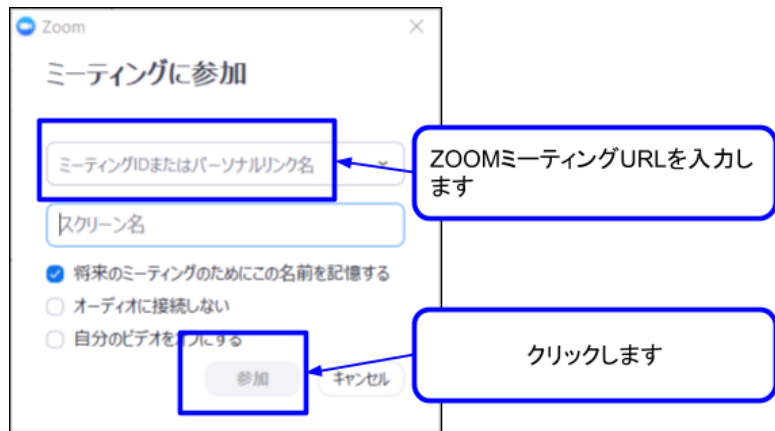 Zoom
ミーティングに参加
ミーティングIDまたはパーソナルリンク名
ZOOMミーティングURLを入力し
ます
スクリーン名
将来のミーティングのためにこの名前を記憶する
オーディオに接続しない
自分のビデオをオフにする
参加
キャンセル
クリックします